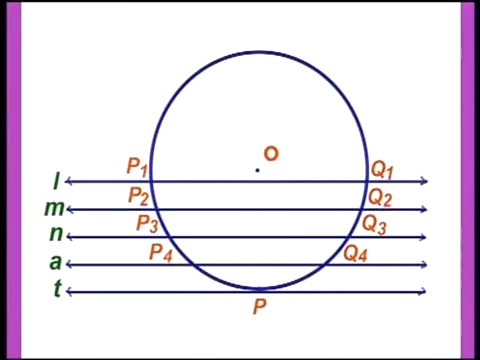 O
l P₁ Q₁
m P₂ Q₂
n P₃ Q₃
a P₄ Q₄
t
P